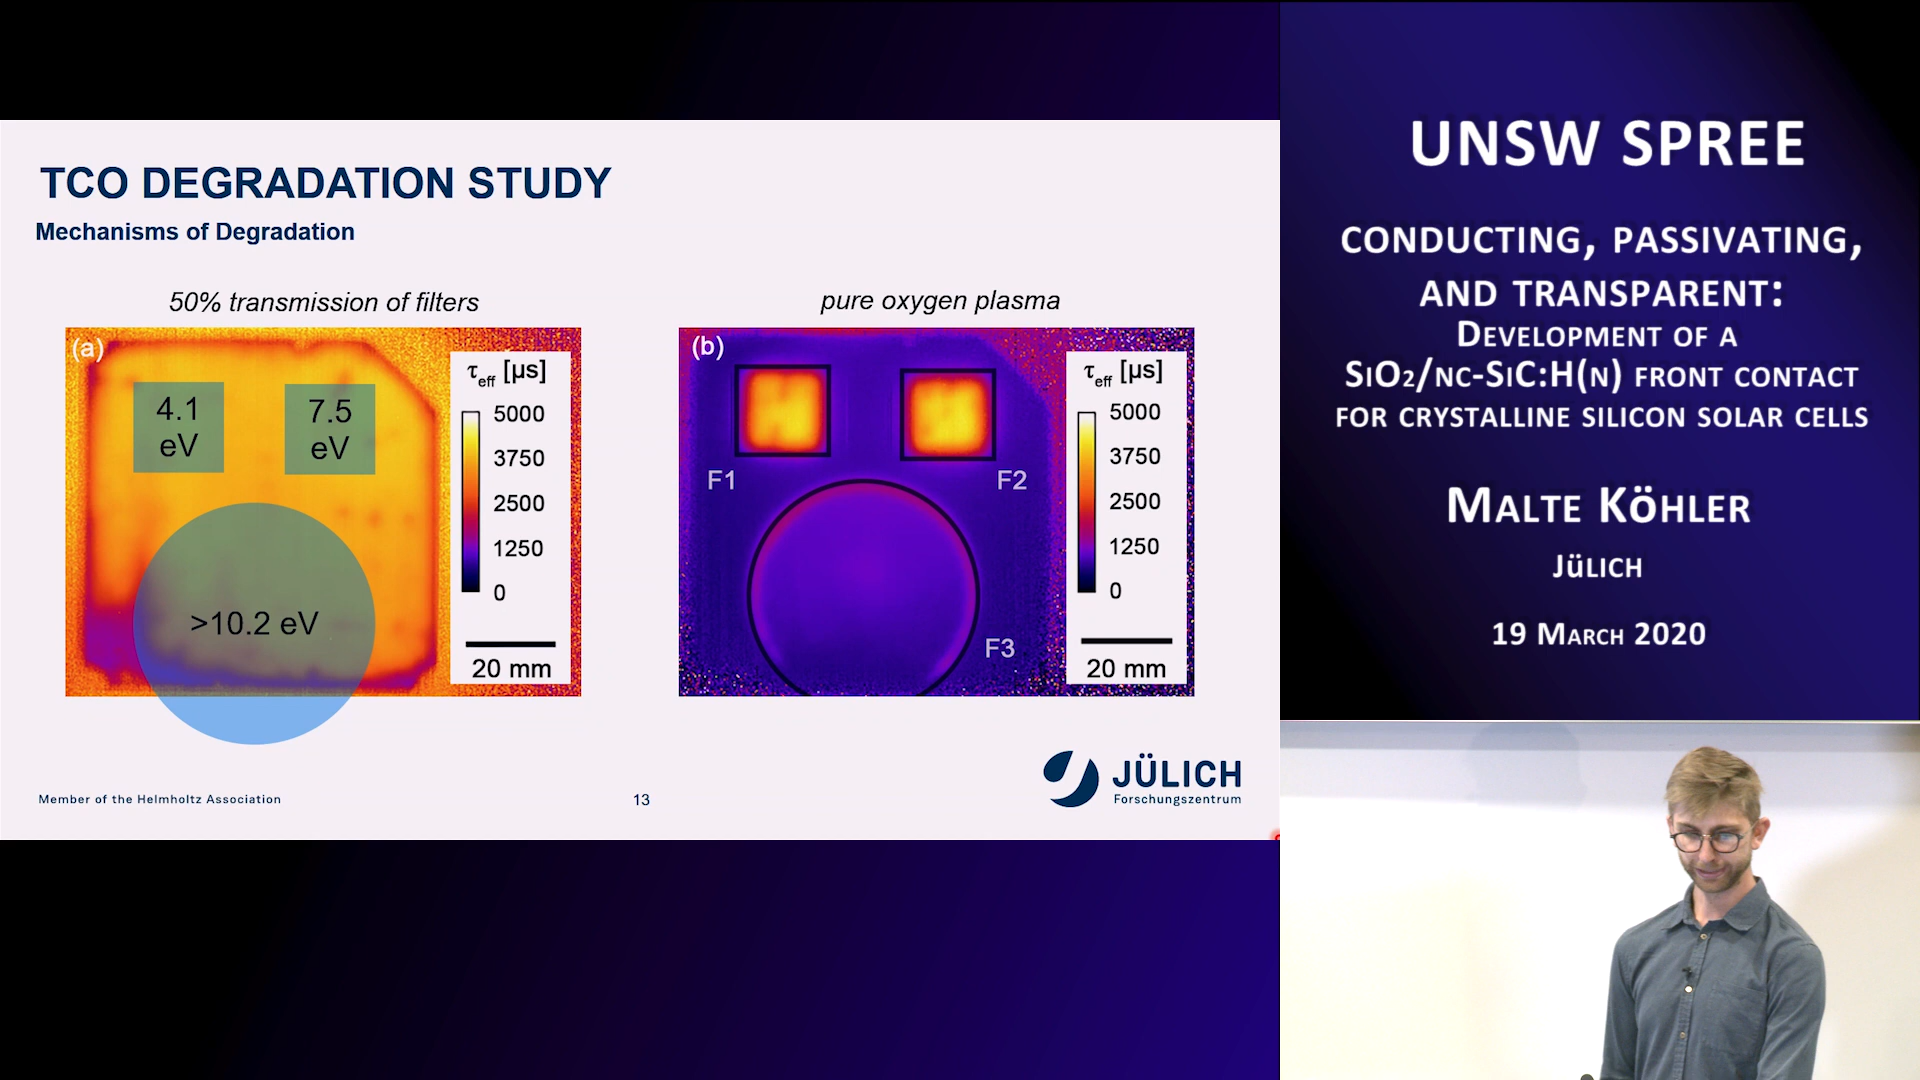 TCO DEGRADATION STUDY
Mechanisms of Degradation
50% transmission of filters
(a)
4.1
eV
7.5
eV
>10.2 eV
τeff [µs]
5000
3750
2500
1250
0
20 mm
pure oxygen plasma
(b)
F1
F2
F3
τeff [µs]
5000
3750
2500
1250
0
20 mm
Member of the Helmholtz Association
13
JÜLICH
Forschungszentrum
UNSW SPREE
CONDUCTING, PASSIVATING,
AND TRANSPARENT:
DEVELOPMENT OF A
SiO2/NC-SiC:H(N) FRONT CONTACT
FOR CRYSTALLINE SILICON SOLAR CELLS
MALTE KÖHLER
JÜLICH
19 MARCH 2020